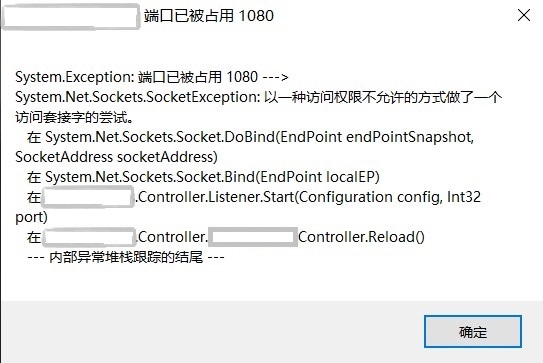 端口已被占用 1080
System.Exception: 端口已被占用 1080 --->
System.Net.Sockets.SocketException: 以一种访问权限不允许的方式做了一个
访问套接字的尝试。
在 System.Net.Sockets.Socket.DoBind(EndPoint endPointSnapshot,
SocketAddress socketAddress)
在 System.Net.Sockets.Socket.Bind(EndPoint localEP)
在 .Controller.Listener.Start(Configuration config, Int32
port)
在 .Controller. Controller.Reload()
--- 内部异常堆栈跟踪的结尾 ---
确定